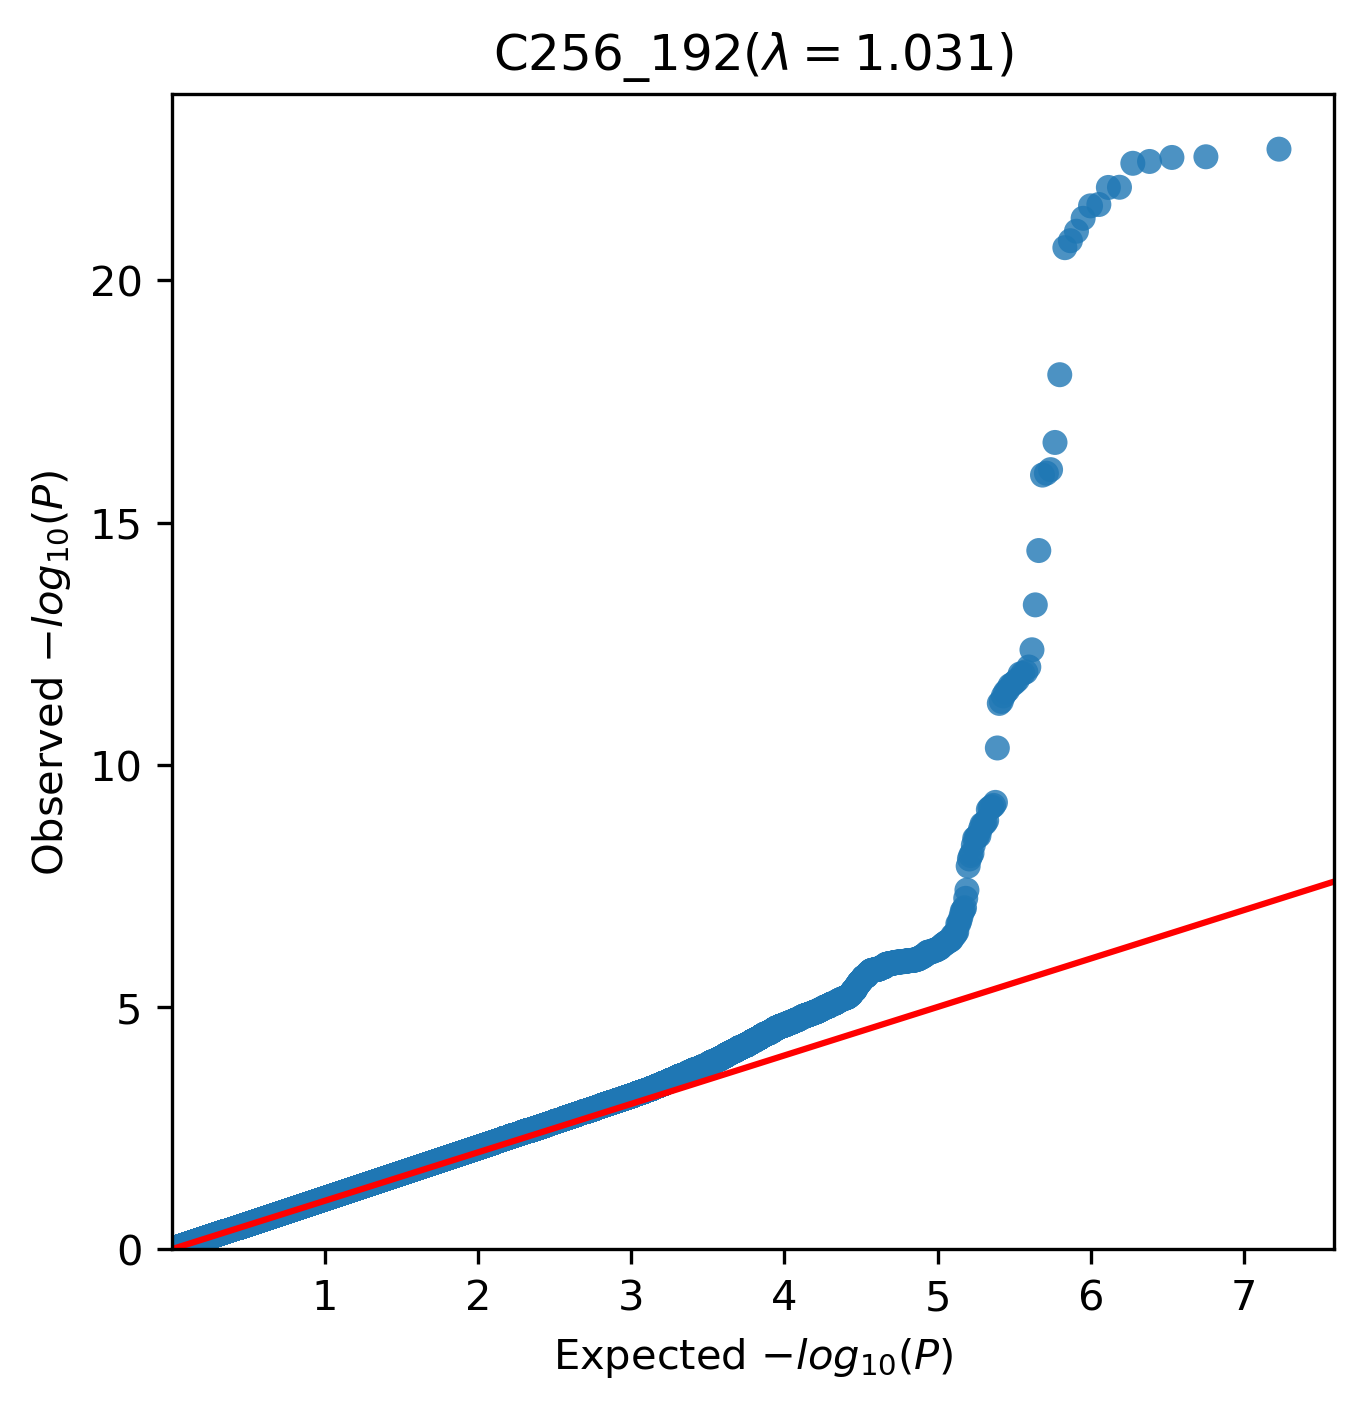 C256_192(λ = 1.031)
Observed −log₁₀(P)
20
15
10
5
0
1 2 3 4 5 6 7
Expected −log₁₀(P)